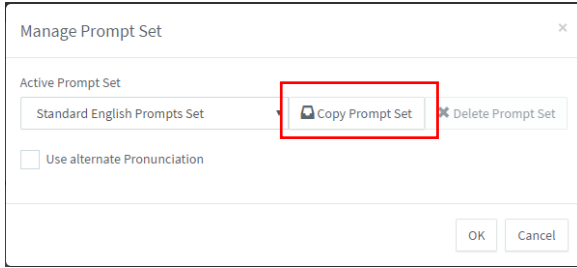 Manage Prompt Set ×
Active Prompt Set
Standard English Prompts Set Copy Prompt Set Delete Prompt Set
Use alternate Pronunciation
OK Cancel